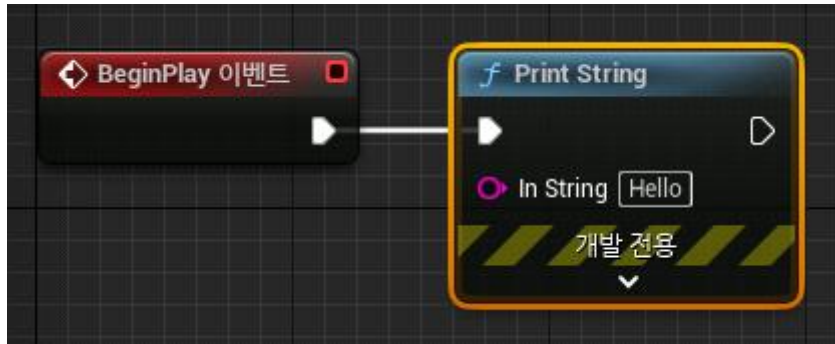 BeginPlay 이벤트
Print String
In String Hello
개발 전용